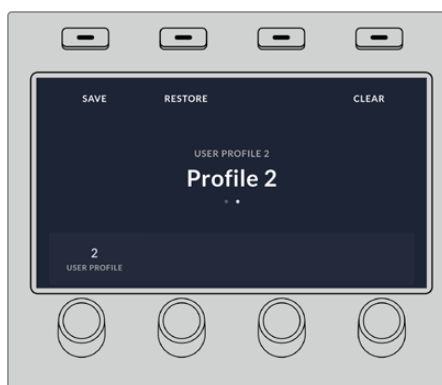 SAVE RESTORE CLEAR
USER PROFILE 2
Profile 2
2
USER PROFILE